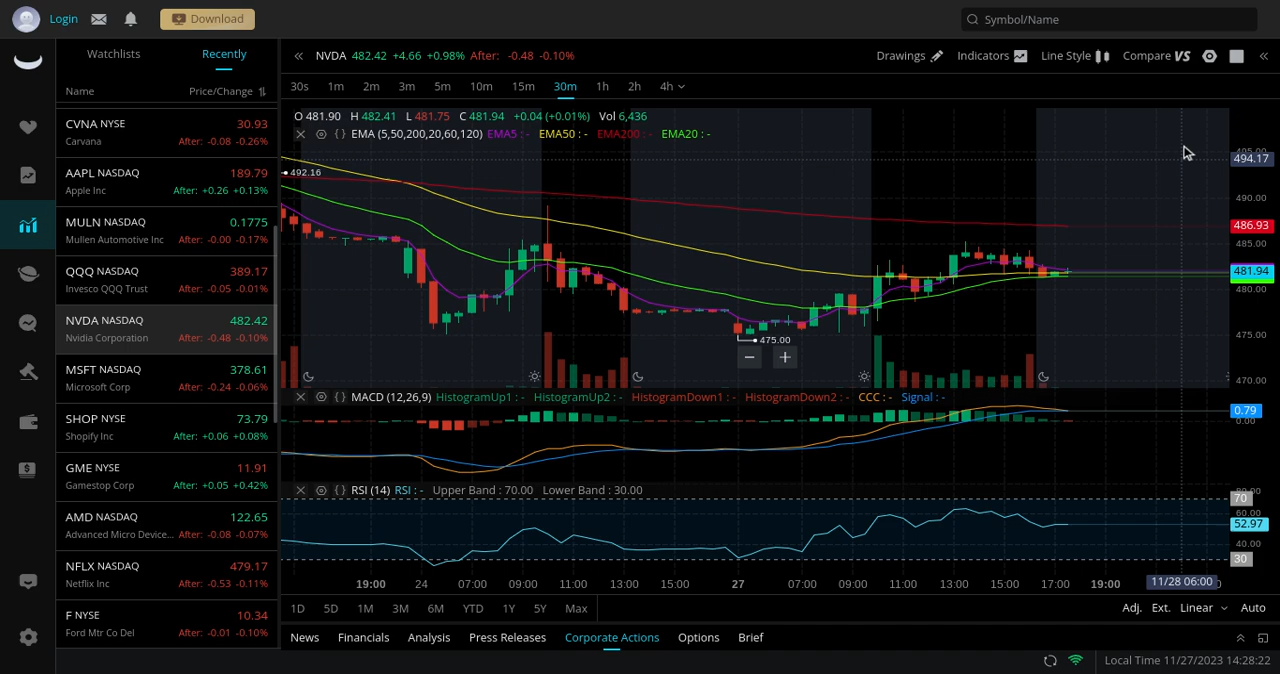 Login
Download
Symbol/Name
Watchlists Recently
Name Price/Change
CVNA NYSE 30.93
Carvana After: -0.08 -0.26%
AAPL NASDAQ 189.79
Apple Inc After: +0.26 +0.13%
MULN NASDAQ 0.1775
Mullen Automotive Inc After: -0.00 -0.17%
QQQ NASDAQ 389.17
Invesco QQQ Trust After: -0.05 -0.01%
NVDA NASDAQ 482.42
Nvidia Corporation After: -0.48 -0.10%
MSFT NASDAQ 378.61
Microsoft Corp After: -0.24 -0.06%
SHOP NYSE 73.79
Shopify Inc After: +0.06 +0.08%
GME NYSE 11.91
Gamestop Corp After: +0.05 +0.42%
AMD NASDAQ 122.65
Advanced Micro Device... After: -0.08 -0.07%
NFLX NASDAQ 479.17
Netflix Inc After: -0.53 -0.11%
F NYSE 10.34
Ford Mtr Co Del After: -0.01 -0.10%
NVDA 482.42 +4.66 +0.98% After: -0.48 -0.10%
Drawings Indicators Line Style Compare VS
30s 1m 2m 3m 5m 10m 15m 30m 1h 2h 4h
O 481.90 H 482.41 L 481.75 C 481.94 +0.04 (+0.01%) Vol 6,436
EMA (5,50,200,20,60,120) EMA5 : - EMA50 : - EMA200 : - EMA20 : -
495.00
494.17
492.16
490.00
486.93
485.00
481.94
480.00
475.00
475.00
470.00
MACD (12,26,9) HistogramUp1 : - HistogramUp2 : - HistogramDown1 : - HistogramDown2 : - CCC : - Signal : -
0.79
0.00
RSI (14) RSI : - Upper Band : 70.00 Lower Band : 30.00
80.00
70
60.00
52.97
40.00
30
19:00 24 07:00 09:00 11:00 13:00 15:00 27 07:00 09:00 11:00 13:00 15:00 17:00 19:00 11/28 06:00
1D 5D 1M 3M 6M YTD 1Y 5Y Max
Adj. Ext. Linear Auto
News Financials Analysis Press Releases Corporate Actions Options Brief
Local Time 11/27/2023 14:28:22